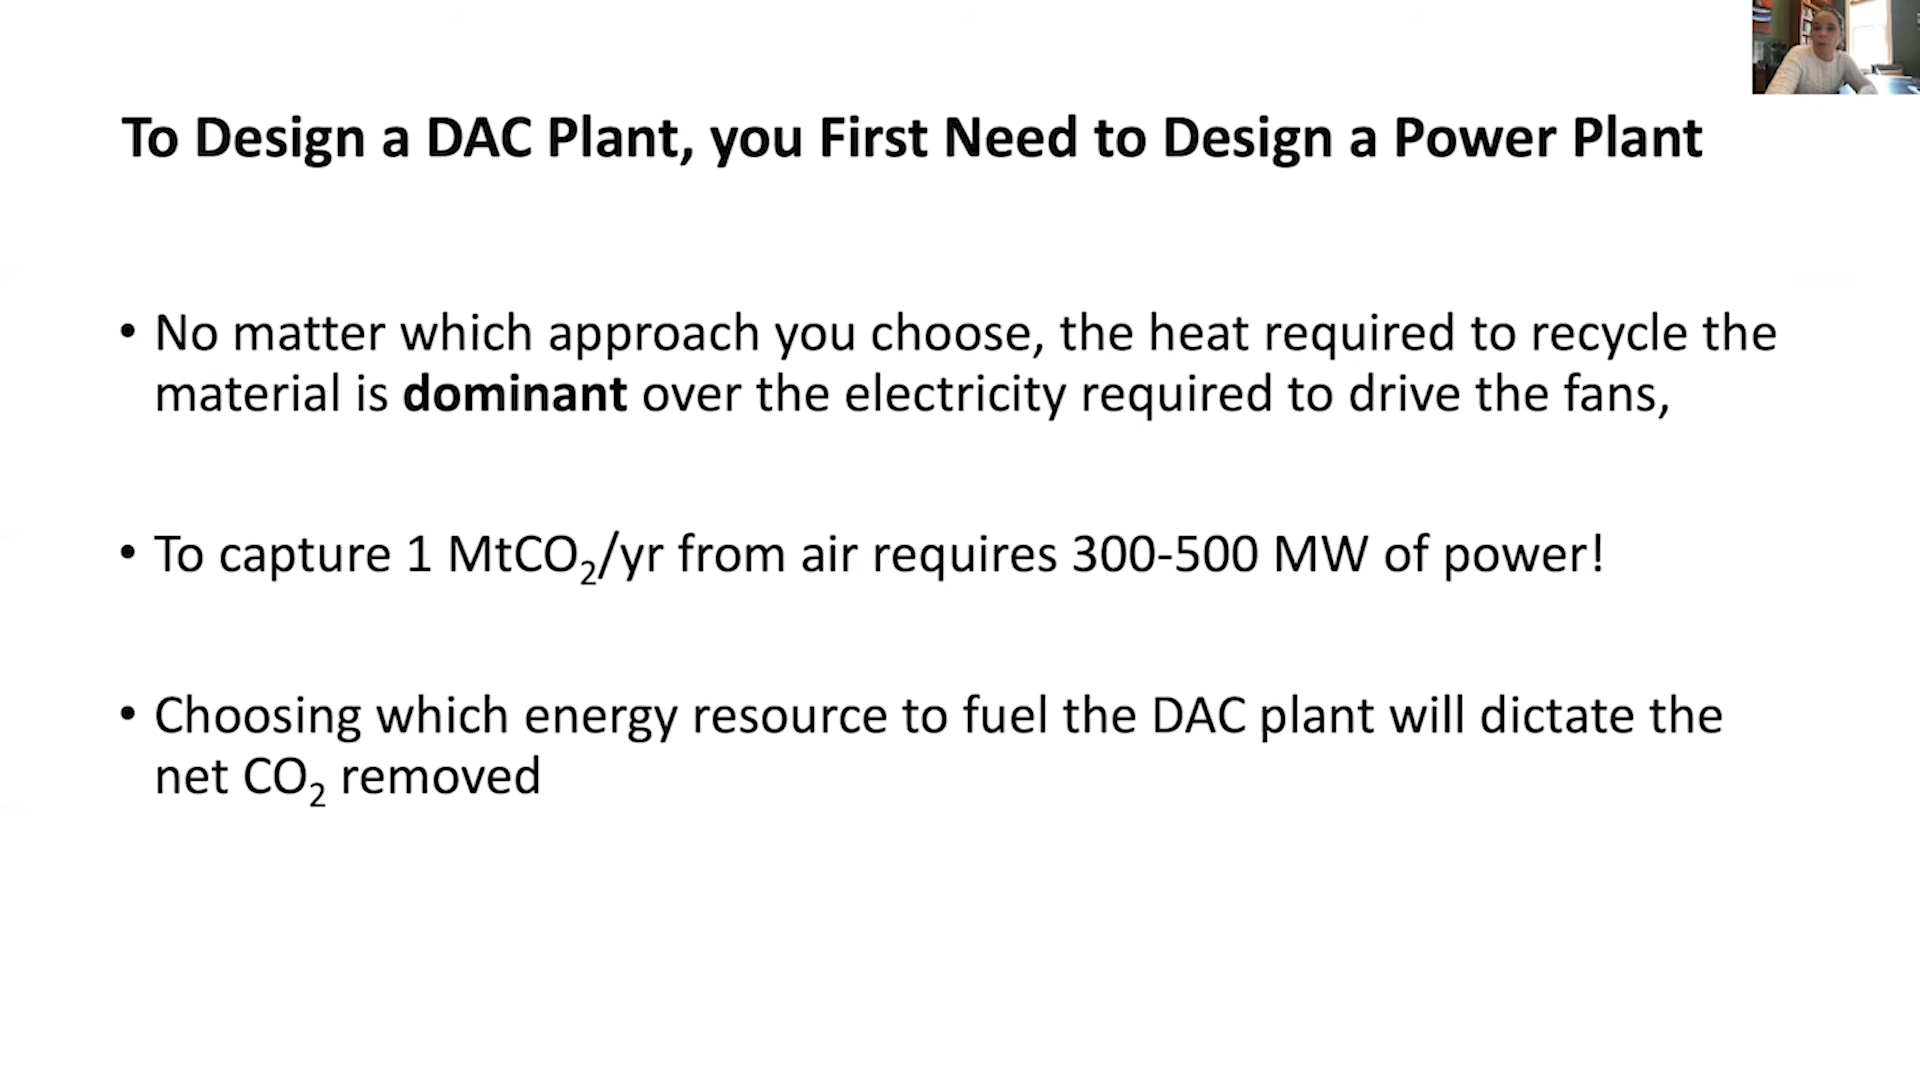 To Design a DAC Plant, you First Need to Design a Power Plant
• No matter which approach you choose, the heat required to recycle the
material is dominant over the electricity required to drive the fans,
• To capture 1 MtCO₂/yr from air requires 300-500 MW of power!
• Choosing which energy resource to fuel the DAC plant will dictate the
net CO₂ removed